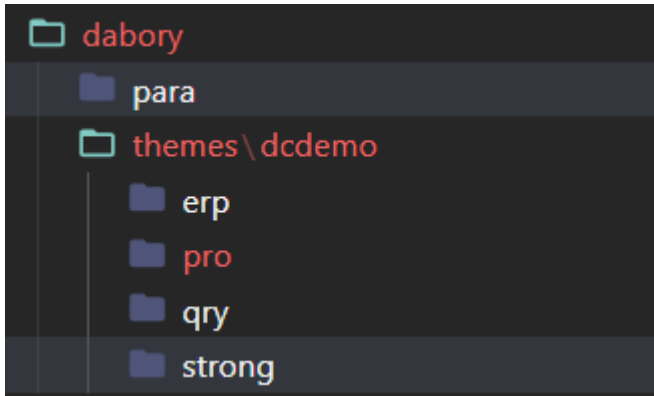 dabory
para
themes\dcdemo
erp
pro
qry
strong